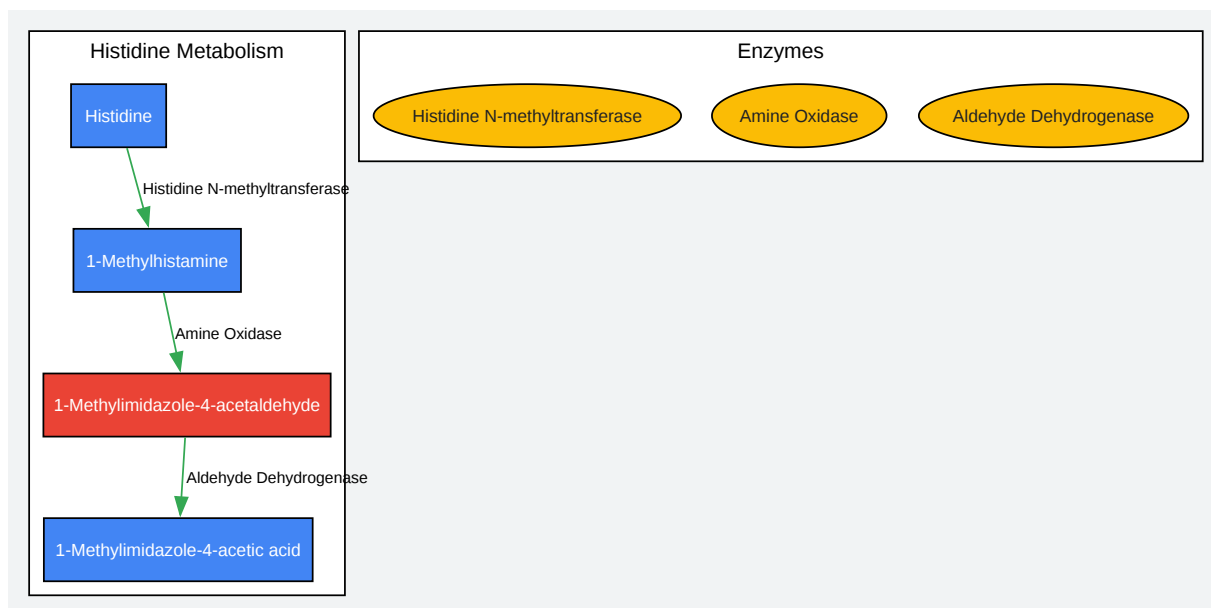 Histidine Metabolism
Histidine
Histidine N-methyltransferase
1-Methylhistamine
Amine Oxidase
1-Methylimidazole-4-acetaldehyde
Aldehyde Dehydrogenase
1-Methylimidazole-4-acetic acid
Enzymes
Histidine N-methyltransferase
Amine Oxidase
Aldehyde Dehydrogenase